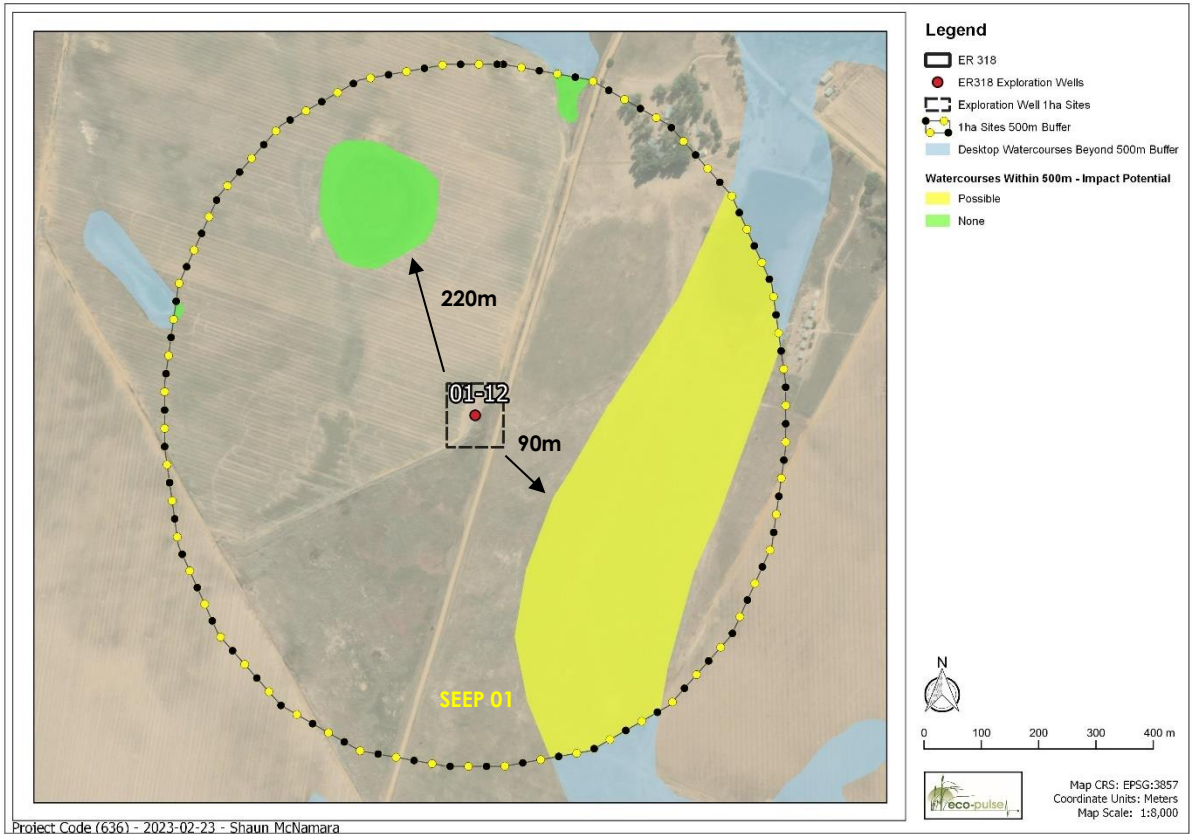 220m
01-12
90m
SEEP 01
Legend
ER 318
ER318 Exploration Wells
Exploration Well 1ha Sites
1ha Sites 500m Buffer
Desktop Watercourses Beyond 500m Buffer
Watercourses Within 500m - Impact Potential
Possible
None
N
0 100 200 300 400 m
eco-pulse
Map CRS: EPSG:3857
Coordinate Units: Meters
Map Scale: 1:8,000
Project Code (636) - 2023-02-23 - Shaun McNamara